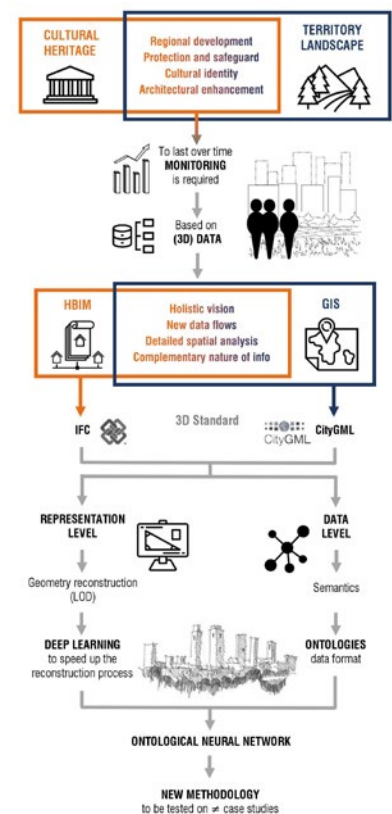 CULTURAL
HERITAGE
Regional development
Protection and safeguard
Cultural identity
Architectural enhancement
TERRITORY
LANDSCAPE
To last over time
MONITORING
is required
Based on
(3D) DATA
HBIM
Holistic vision
New data flows
Detailed spatial analysis
Complementary nature of info
GIS
IFC
3D Standard
CityGML
CityGML
REPRESENTATION
LEVEL
DATA
LEVEL
Geometry reconstruction
(LOD)
Semantics
DEEP LEARNING
to speed up the
reconstruction process
ONTOLOGIES
data format
ONTOLOGICAL NEURAL NETWORK
NEW METHODOLOGY
to be tested on ≠ case studies